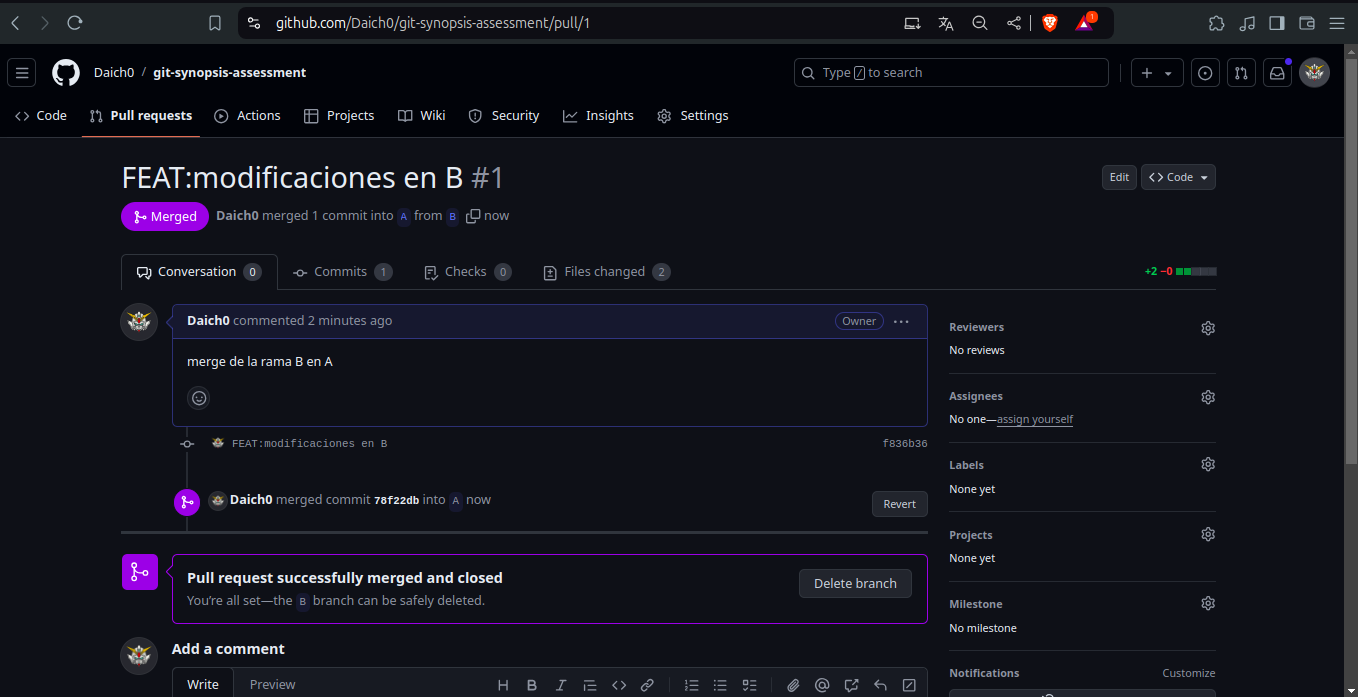 github.com/Daich0/git-synopsis-assessment/pull/1
1
Daich0 / git-synopsis-assessment
Type / to search
Code Pull requests Actions Projects Wiki Security Insights Settings
FEAT:modificaciones en B #1
Edit
Code
Merged
Daich0 merged 1 commit into A from B now
Conversation 0
Commits 1
Checks 0
Files changed 2
+2 −0
Daich0 commented 2 minutes ago
Owner
merge de la rama B en A
FEAT:modificaciones en B
f836b36
Daich0 merged commit 78f22db into A now
Revert
Pull request successfully merged and closed
You're all set—the B branch can be safely deleted.
Delete branch
Add a comment
Write
Preview
Reviewers
No reviews
Assignees
No one—assign yourself
Labels
None yet
Projects
None yet
Milestone
No milestone
Notifications
Customize